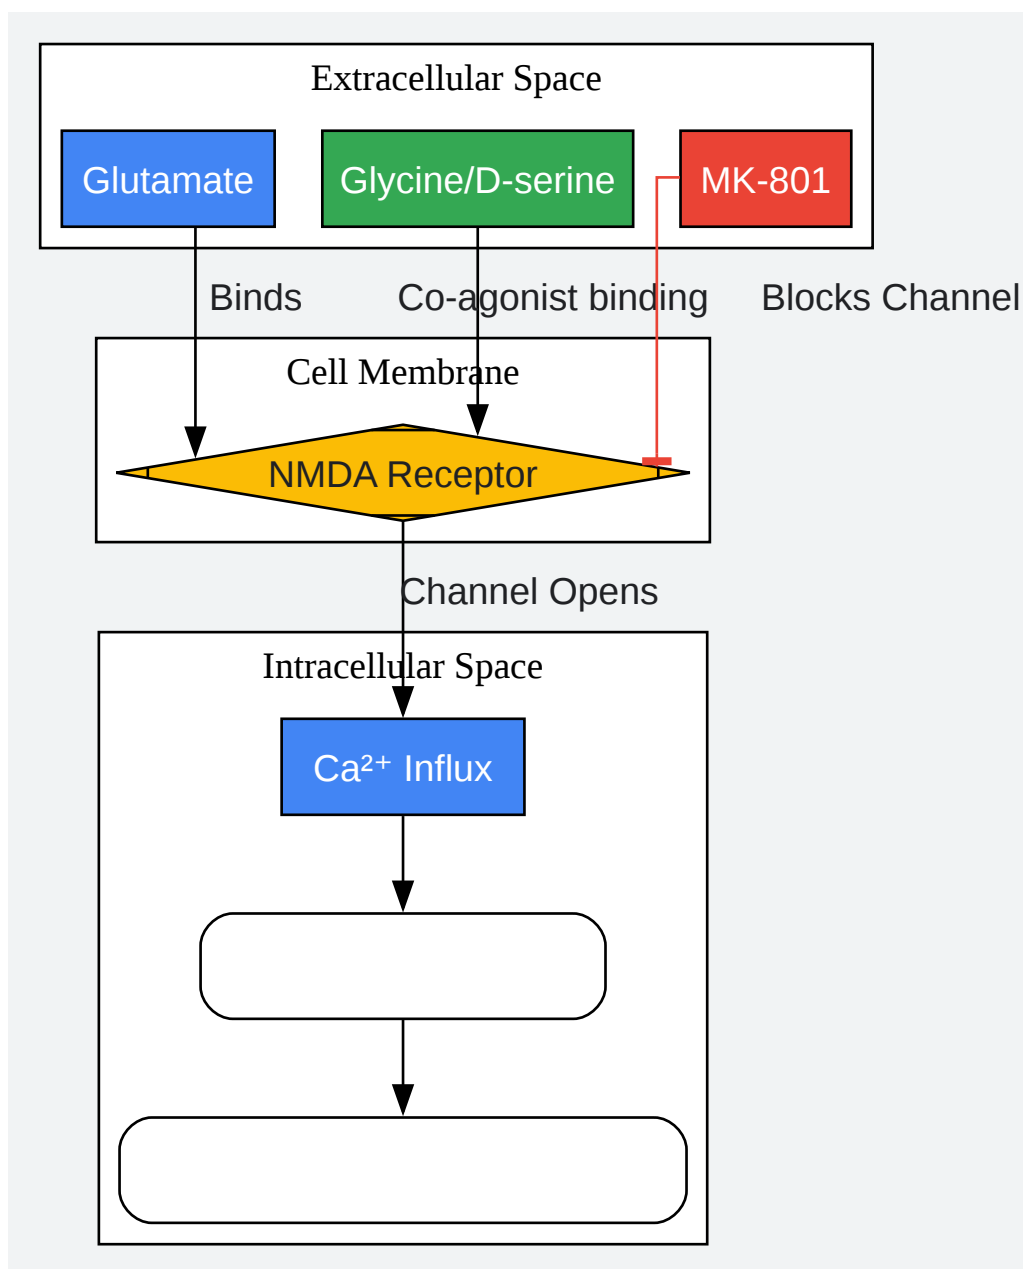 Extracellular Space
Glutamate
Glycine/D-serine
MK-801
Binds
Co-agonist binding
Blocks Channel
Cell Membrane
NMDA Receptor
Channel Opens
Intracellular Space
Ca²⁺ Influx